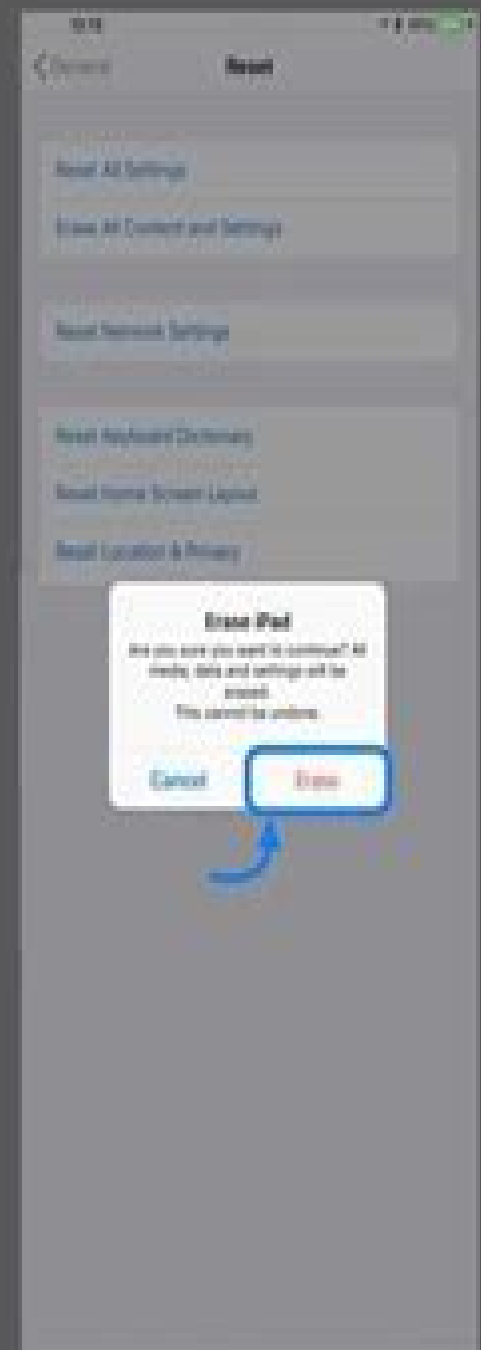 General
Reset
Reset All Settings
Erase All Content and Settings
Reset Network Settings
Reset Keyboard Dictionary
Reset Home Screen Layout
Reset Location & Privacy
Erase iPad
Are you sure you want to continue? All
media, data and settings will be
erased.
This cannot be undone.
Cancel
Erase